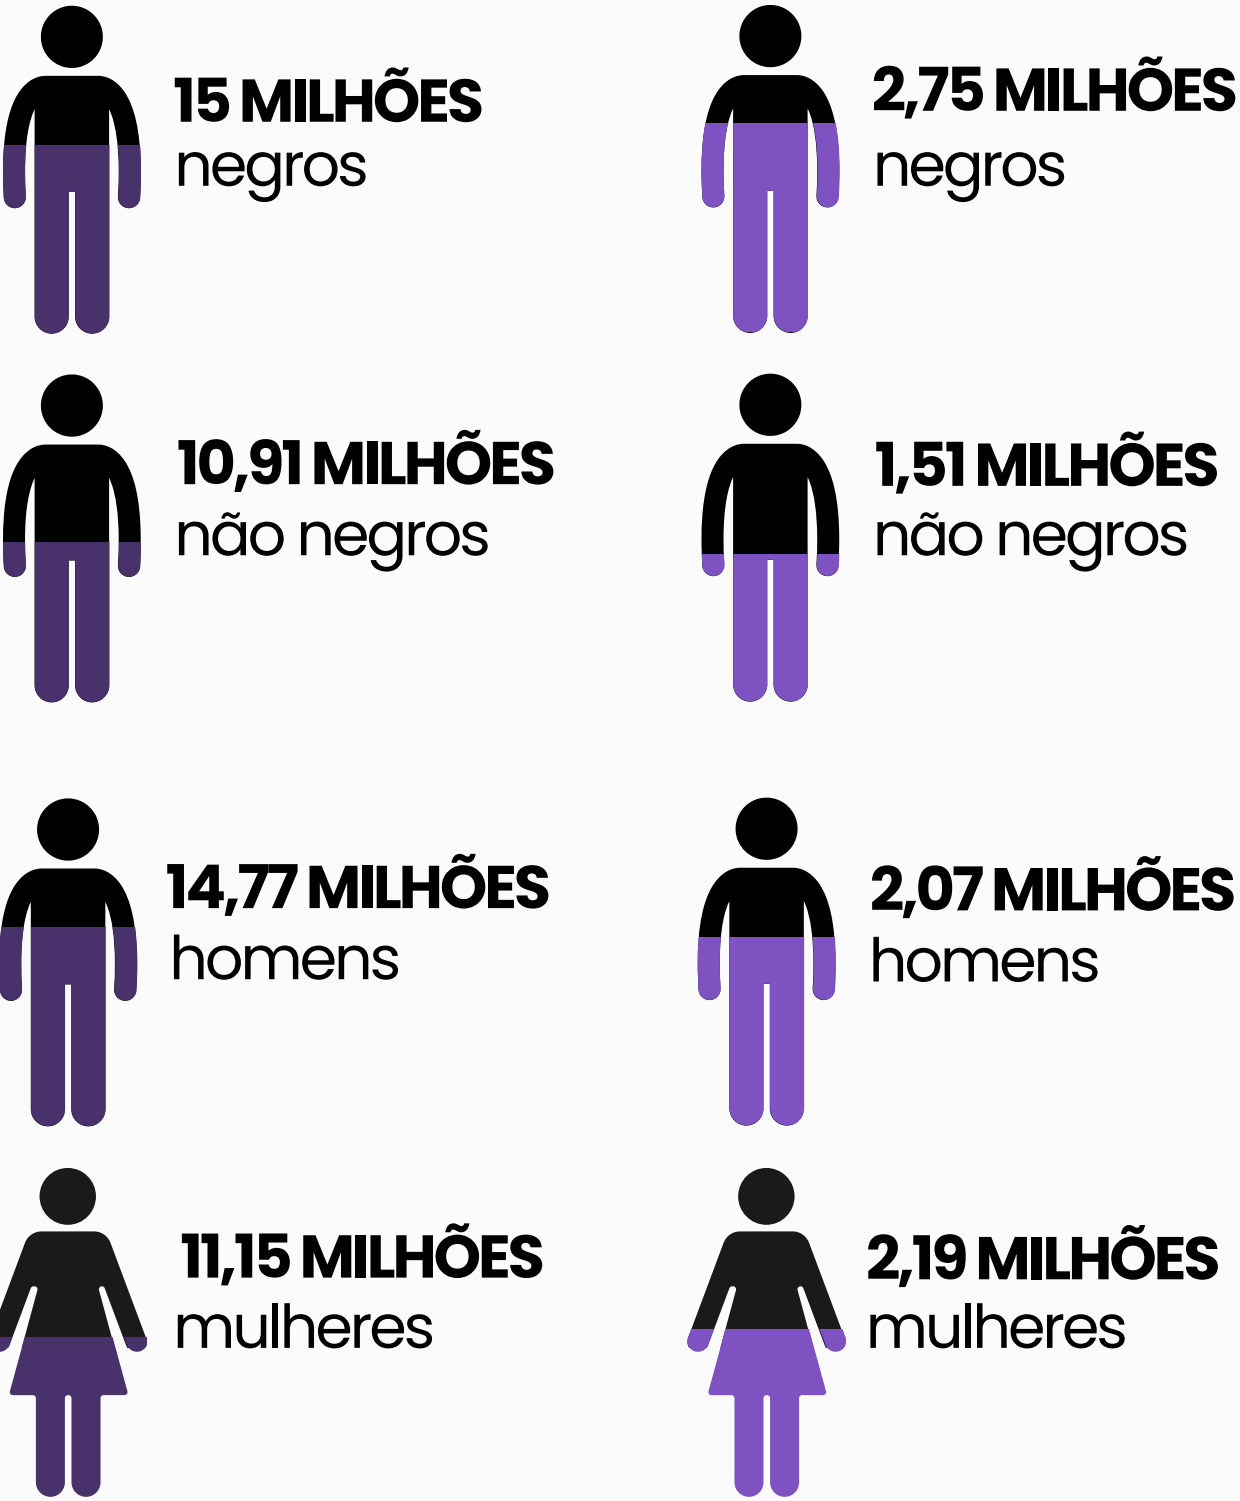 15 MILHÕES
negros
2,75 MILHÕES
negros
10,91 MILHÕES
não negros
1,51 MILHÕES
não negros
14,77 MILHÕES
homens
2,07 MILHÕES
homens
11,15 MILHÕES
mulheres
2,19 MILHÕES
mulheres